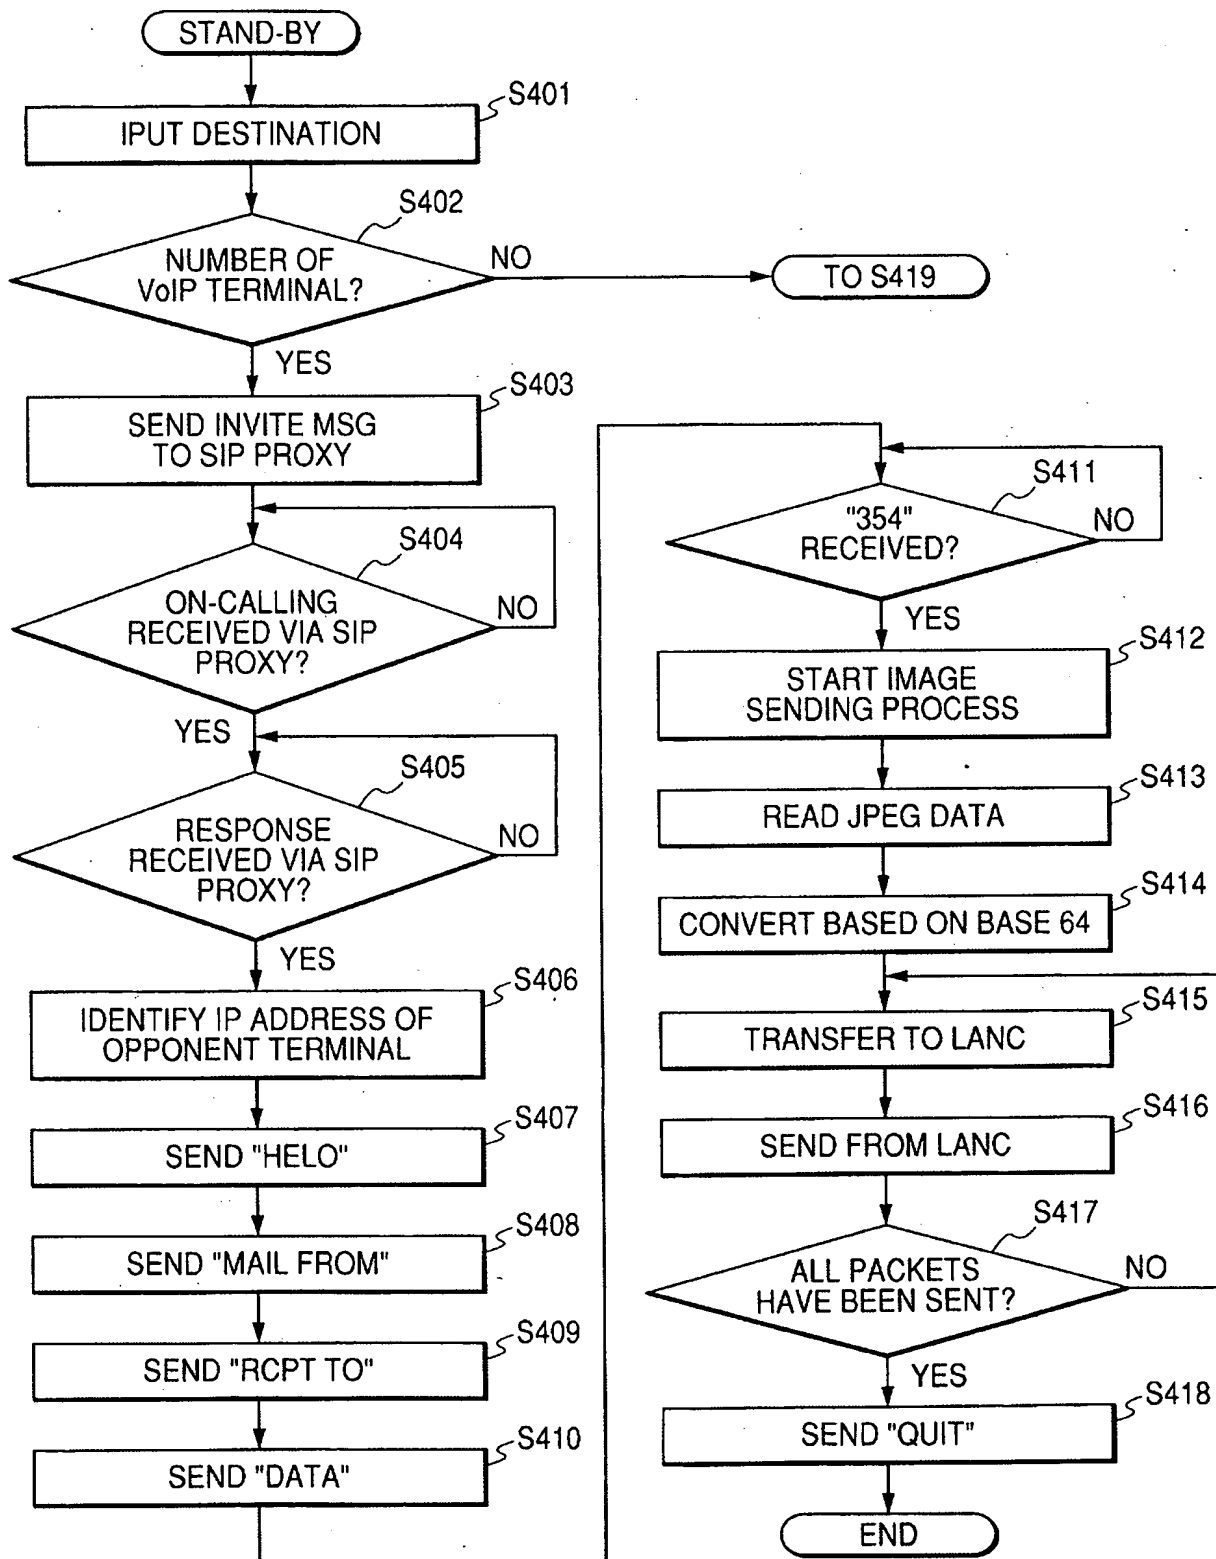 STAND-BY
S401
IPUT DESTINATION
S402
NUMBER OF
VoIP TERMINAL?
NO
TO S419
YES
S403
SEND INVITE MSG
TO SIP PROXY
S404
ON-CALLING
RECEIVED VIA SIP
PROXY?
NO
YES
S405
RESPONSE
RECEIVED VIA SIP
PROXY?
NO
YES
S406
IDENTIFY IP ADDRESS OF
OPPONENT TERMINAL
S407
SEND "HELO"
S408
SEND "MAIL FROM"
S409
SEND "RCPT TO"
S410
SEND "DATA"
S411
"354"
RECEIVED?
NO
YES
S412
START IMAGE
SENDING PROCESS
S413
READ JPEG DATA
S414
CONVERT BASED ON BASE 64
S415
TRANSFER TO LANC
S416
SEND FROM LANC
S417
ALL PACKETS
HAVE BEEN SENT?
NO
YES
S418
SEND "QUIT"
END